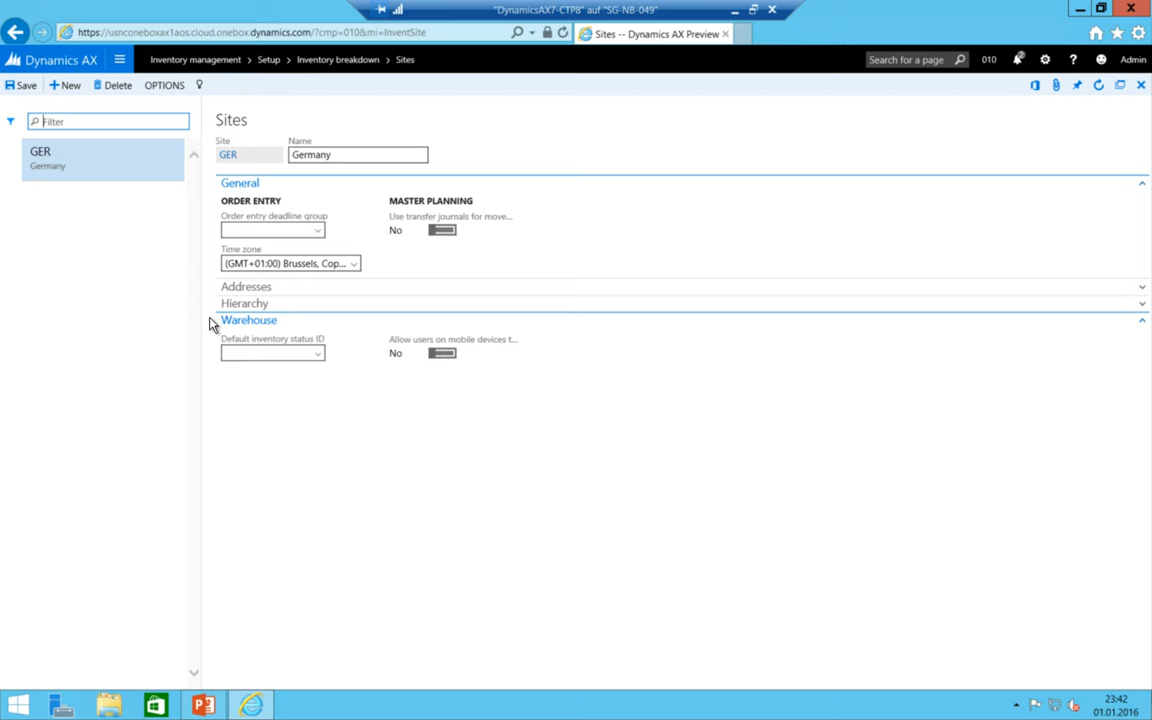 "DynamicsAX7-CTP8" auf "SG-NB-049"
https://usnconeboxax1aos.cloud.onebox.dynamics.com/?cmp=010&mi=InventSite
Sites -- Dynamics AX Preview
Dynamics AX
Inventory management > Setup > Inventory breakdown > Sites
Search for a page
010
Admin
Save
New
Delete
OPTIONS
Filter
GER
Germany
Sites
Site
Name
GER
Germany
General
ORDER ENTRY
MASTER PLANNING
Order entry deadline group
Use transfer journals for move...
No
Time zone
(GMT+01:00) Brussels, Cop...
Addresses
Hierarchy
Warehouse
Default inventory status ID
Allow users on mobile devices t...
No
23:42
01.01.2016